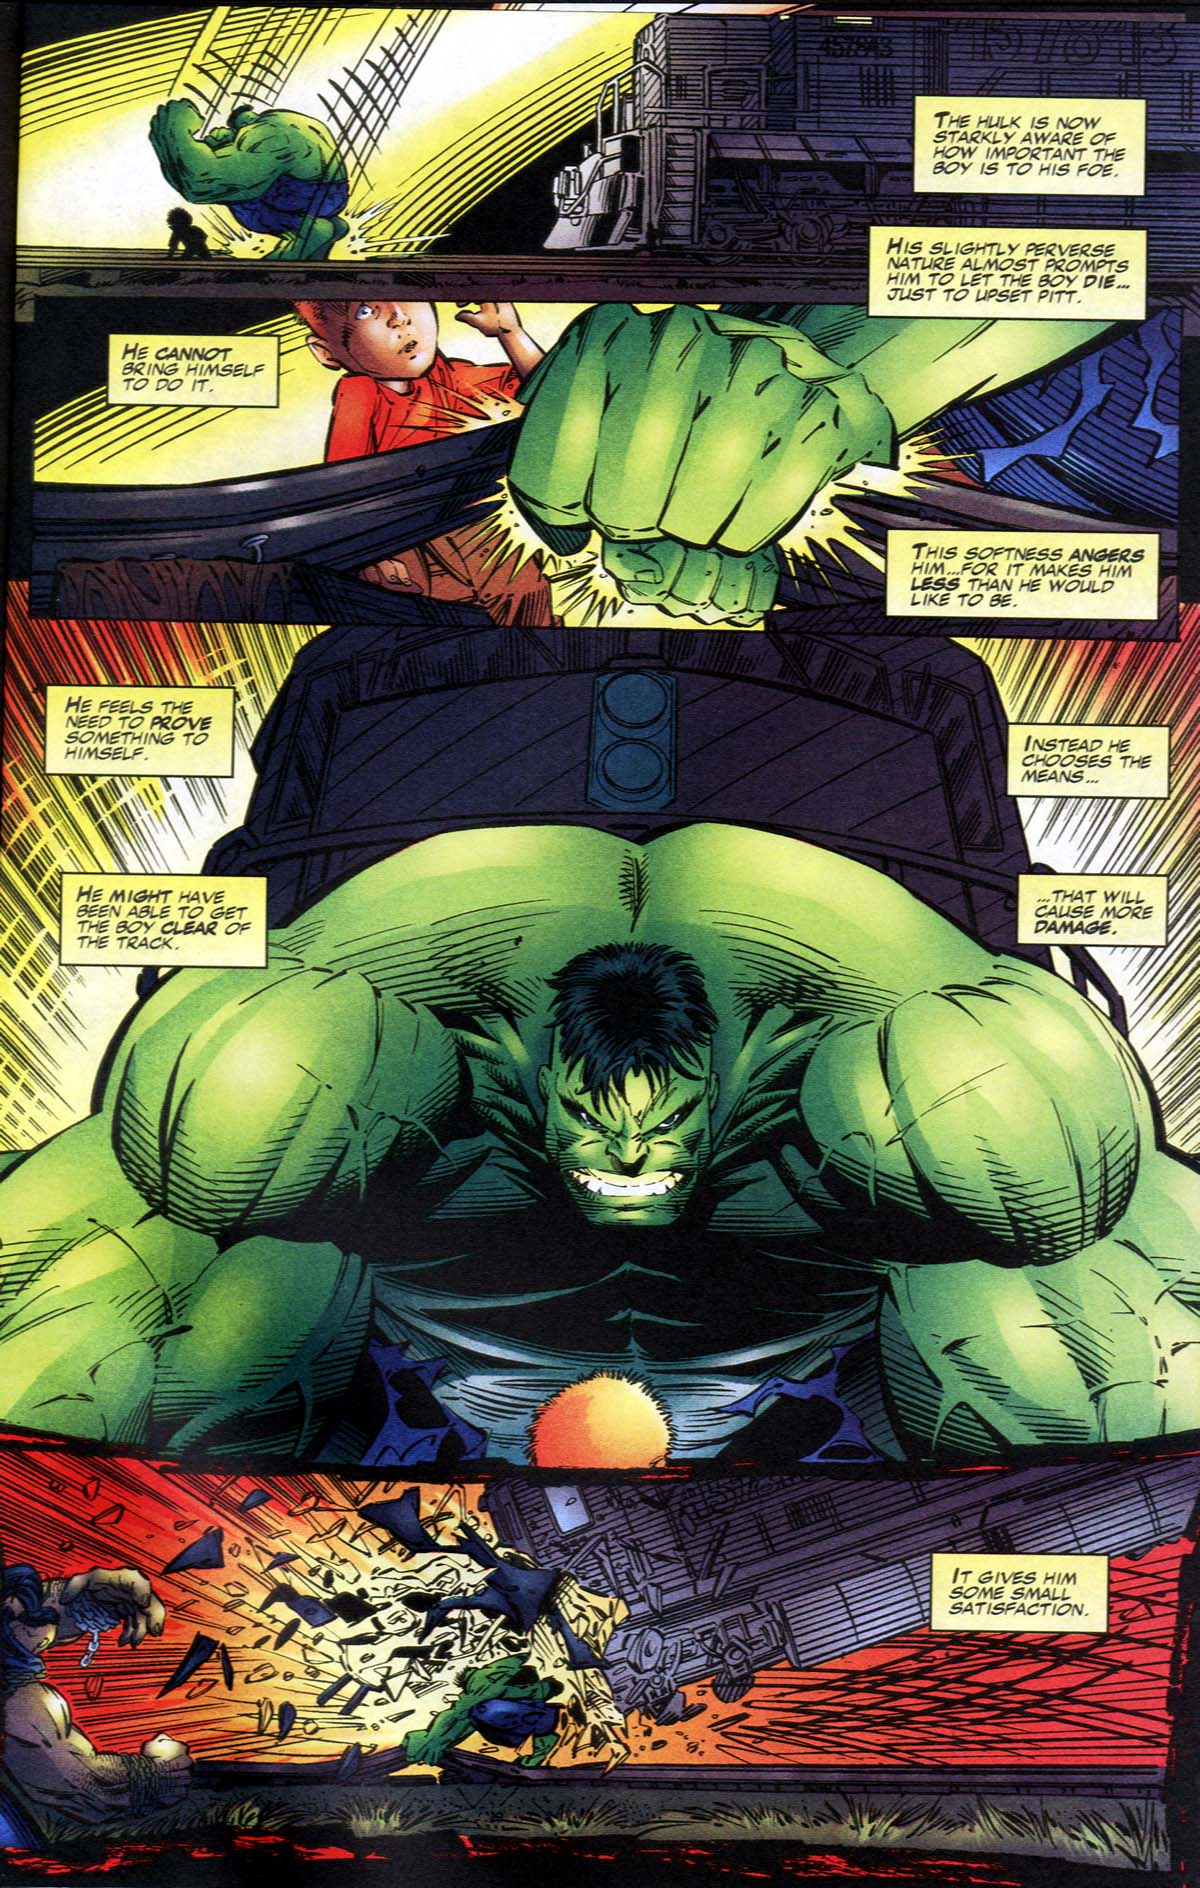 457843
THE HULK IS NOW
STARKLY AWARE OF
HOW IMPORTANT THE
BOY IS TO HIS FOE.
HIS SLIGHTLY PERVERSE
NATURE ALMOST PROMPTS
HIM TO LET THE BOY DIE...
JUST TO UPSET PITT.
HE CANNOT
BRING HIMSELF
TO DO IT.
THIS SOFTNESS ANGERS
HIM...FOR IT MAKES HIM
LESS THAN HE WOULD
LIKE TO BE.
HE FEELS THE
NEED TO PROVE
SOMETHING TO
HIMSELF.
HE MIGHT HAVE
BEEN ABLE TO GET
THE BOY CLEAR OF
THE TRACK.
INSTEAD HE
CHOOSES THE
MEANS...
...THAT WILL
CAUSE MORE
DAMAGE.
IT GIVES HIM
SOME SMALL
SATISFACTION.